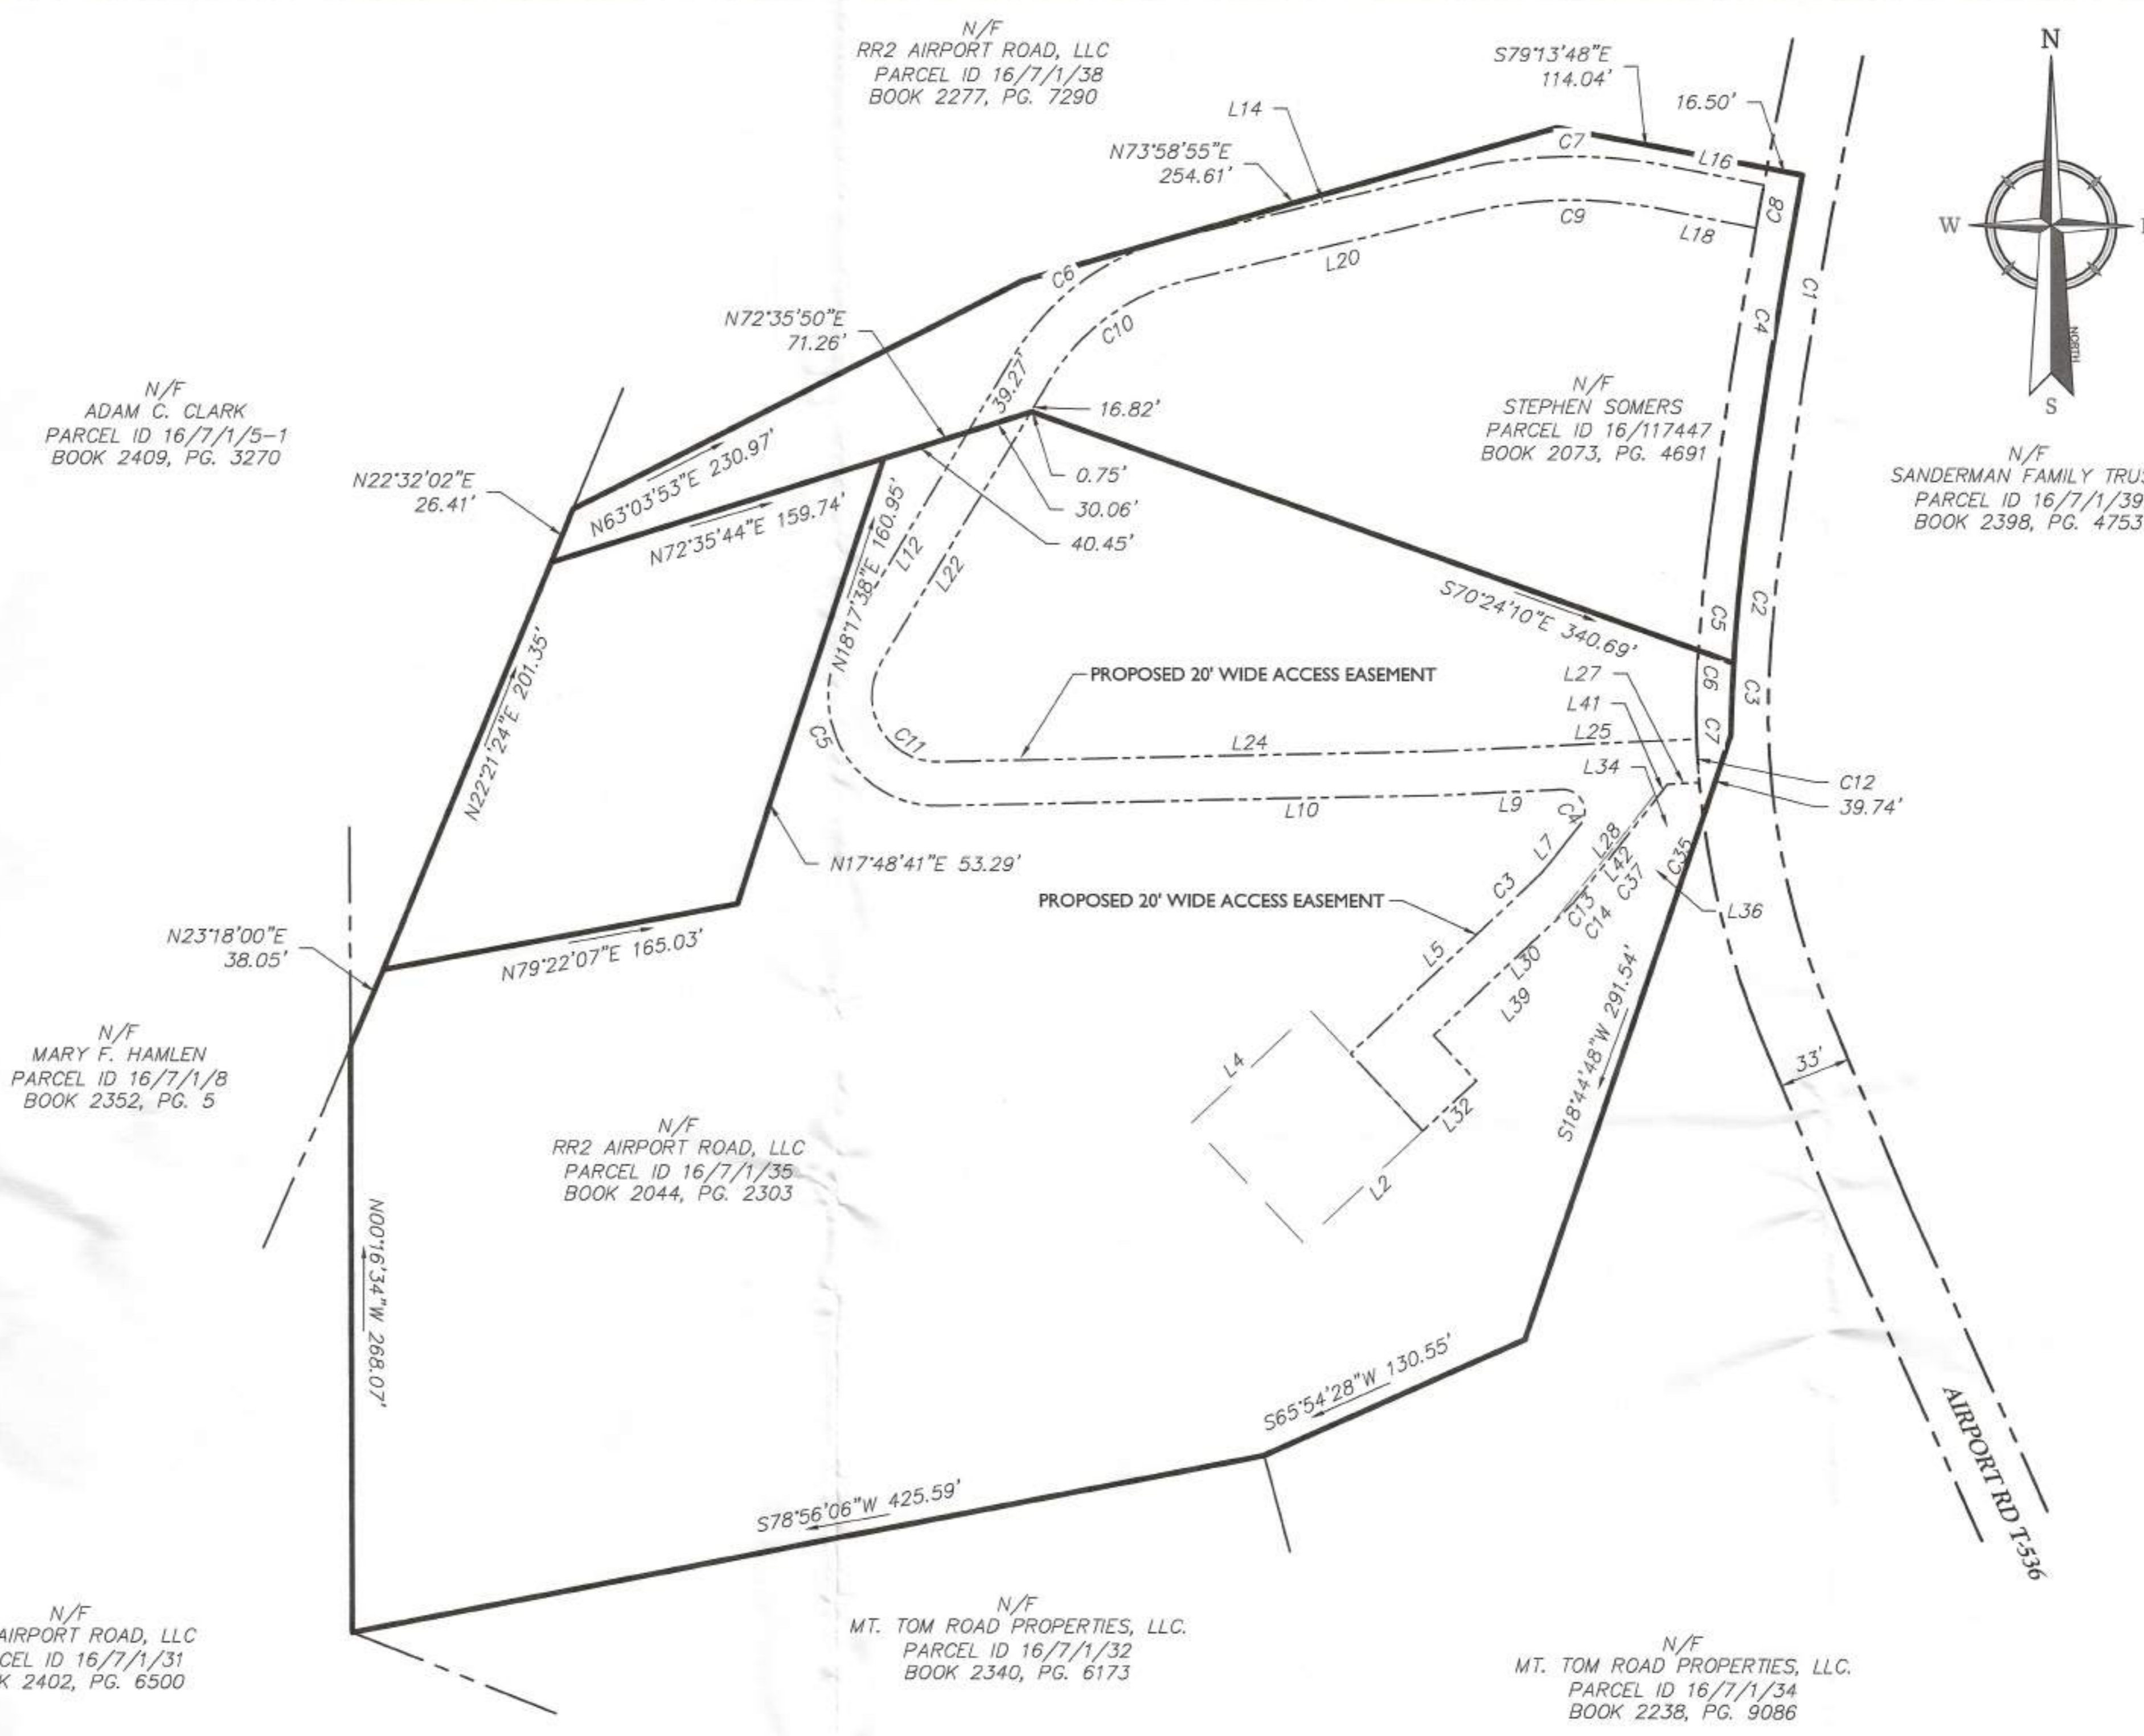 N/F
RR2 AIRPORT ROAD, LLC
PARCEL ID 16/7/1/38
BOOK 2277, PG. 7290
S79°13'48"E
114.04'
16.50'
L14
N73°58'55"E
254.61'
C7
L16
C8
C9
L18
L20
C6
C10
C1
C4
N
W
NORTH
S
N72°35'50"E
71.26'
39.27'
16.82'
N/F
STEPHEN SOMERS
PARCEL ID 16/117447
BOOK 2073, PG. 4691
N/F
ADAM C. CLARK
PARCEL ID 16/7/1/5-1
BOOK 2409, PG. 3270
N/F
SANDERMAN FAMILY
PARCEL ID 16/7/1/39
BOOK 2398, PG. 4753
N22°32'02"E
26.41'
N63°03'53"E 230.97'
N72°35'44"E 159.74'
0.75'
30.06'
40.45'
N18°17'38"E 160.95'
L12
L22
S70°24'10"E 340.69'
C5
C2
N22°21'24"E 201.35'
PROPOSED 20' WIDE ACCESS EASEMENT
L27
L41
L25
L34
C6
C7
C3
C5
C11
L24
C12
39.74'
L10
L9
C4
L7
L28
L42
C37
C35
N17°48'41"E 53.29'
PROPOSED 20' WIDE ACCESS EASEMENT
C3
C13
C14
L36
N23°18'00"E
38.05'
N79°22'07"E 165.03'
L5
L30
L39
S18°44'48"W 291.54'
N/F
MARY F. HAMLEN
PARCEL ID 16/7/1/8
BOOK 2352, PG. 5
L4
L32
L2
33'
N/F
RR2 AIRPORT ROAD, LLC
PARCEL ID 16/7/1/35
BOOK 2044, PG. 2303
N00°16'34"W 268.07'
S65°54'28"W 130.55'
S78°56'06"W 425.59'
AIRPORT RD T-536
N/F
AIRPORT ROAD, LLC
CEL ID 16/7/1/31
K 2402, PG. 6500
N/F
MT. TOM ROAD PROPERTIES, LLC.
PARCEL ID 16/7/1/32
BOOK 2340, PG. 6173
N/F
MT. TOM ROAD PROPERTIES, LLC.
PARCEL ID 16/7/1/34
BOOK 2238, PG. 9086